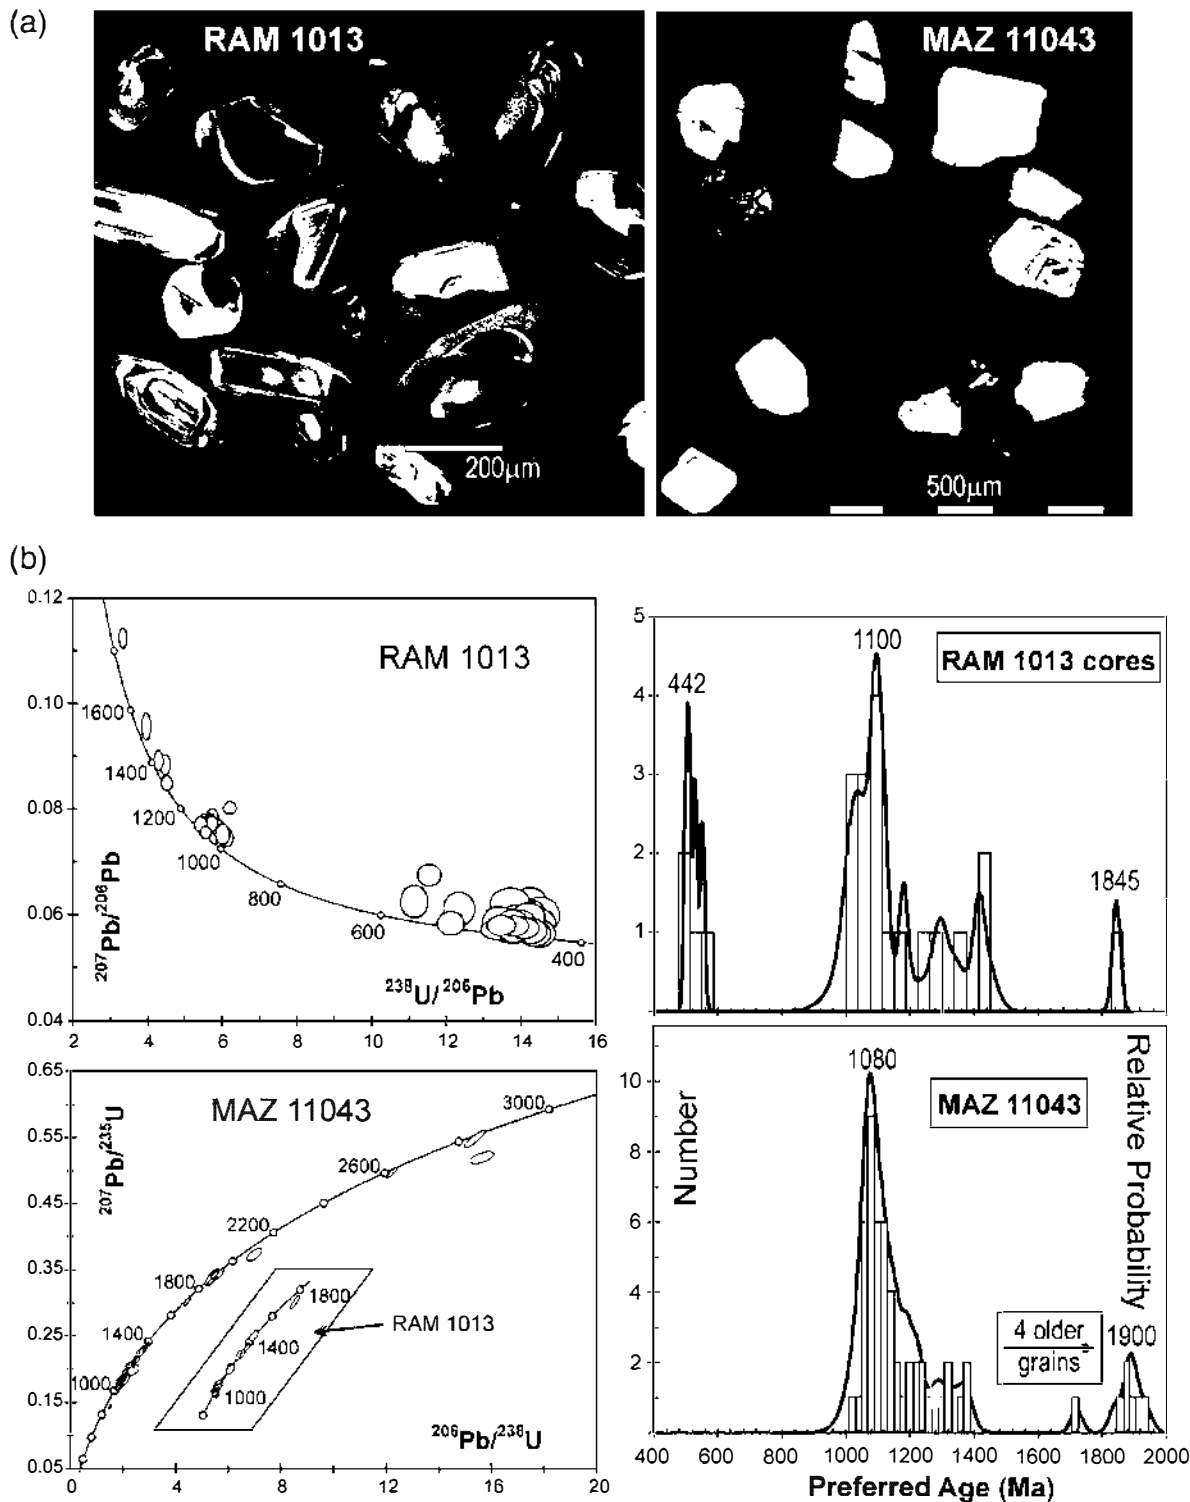 (a)
RAM 1013
MAZ 11043
200μm
500μm
(b)
0.12
0.10
0.08
0.06
0.04
RAM 1013
1600
1400
1200
1000
800
600
400
207Pb/206Pb
238U/206Pb
2 4 6 8 10 12 14 16
5
4
3
2
1
442
1100
1845
RAM 1013 cores
0.65
0.55
0.45
0.35
0.25
0.15
0.05
MAZ 11043
3000
2600
2200
1800
1400
1000
207Pb/235U
1800
1400
1000
RAM 1013
206Pb/238U
0 4 6 8 12 16 20
10
8
6
4
2
Number
1080
MAZ 11043
Relative Probability
4 older
grains
1900
400 600 800 1000 1200 1400 1600 1800 2000
Preferred Age (Ma)